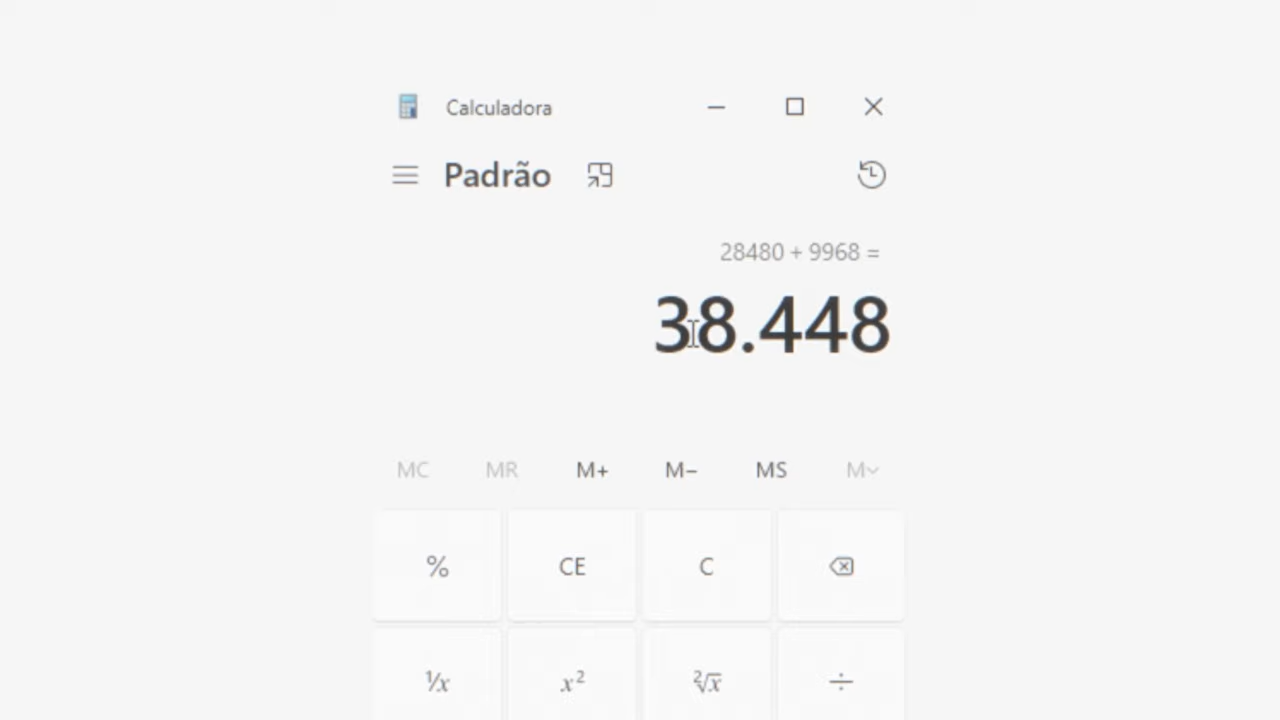 Calculadora
Padrão
28480 + 9968 =
38.448
MC MR M+ M− MS M
% CE C
¹/x x² ²√x ÷